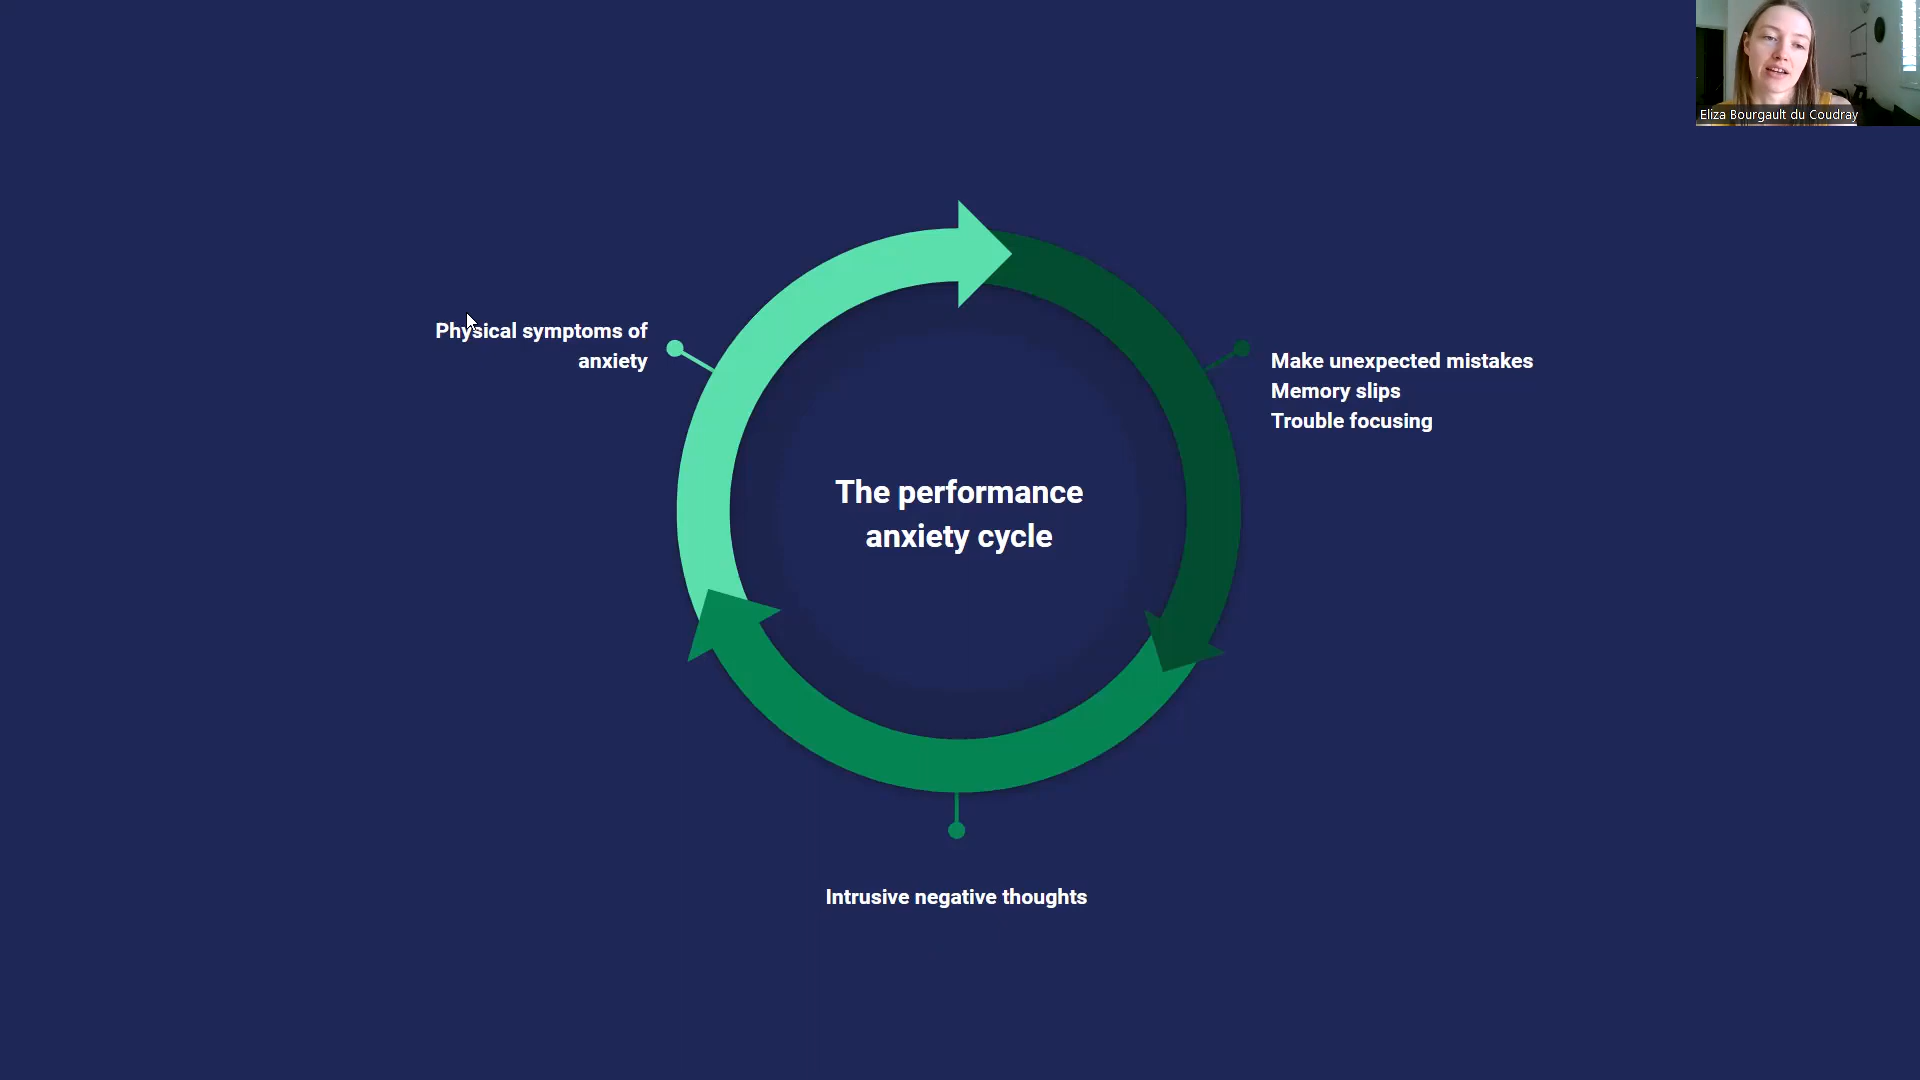 Eliza Bourgault du Coudray
Physical symptoms of
anxiety
Make unexpected mistakes
Memory slips
Trouble focusing
The performance
anxiety cycle
Intrusive negative thoughts